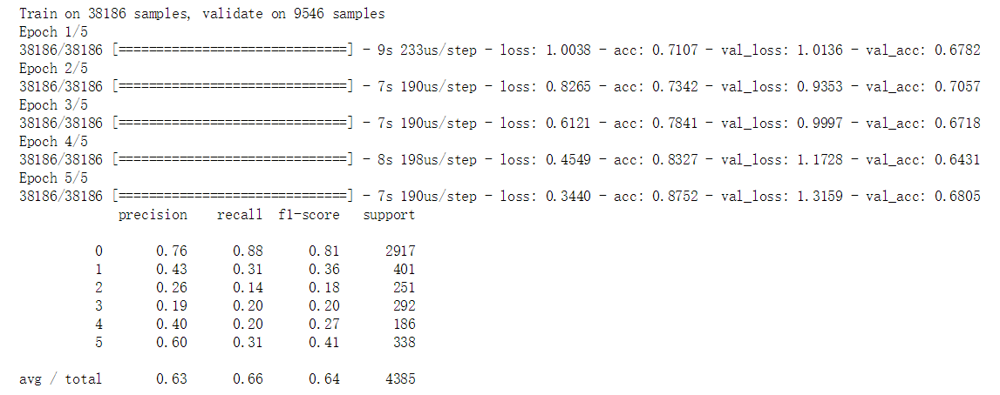 Train on 38186 samples, validate on 9546 samples
Epoch 1/5
38186/38186 [==============================] - 9s 233us/step - loss: 1.0038 - acc: 0.7107 - val_loss: 1.0136 - val_acc: 0.6782
Epoch 2/5
38186/38186 [==============================] - 7s 190us/step - loss: 0.8265 - acc: 0.7342 - val_loss: 0.9353 - val_acc: 0.7057
Epoch 3/5
38186/38186 [==============================] - 7s 190us/step - loss: 0.6121 - acc: 0.7841 - val_loss: 0.9997 - val_acc: 0.6718
Epoch 4/5
38186/38186 [==============================] - 8s 198us/step - loss: 0.4549 - acc: 0.8327 - val_loss: 1.1728 - val_acc: 0.6431
Epoch 5/5
38186/38186 [==============================] - 7s 190us/step - loss: 0.3440 - acc: 0.8752 - val_loss: 1.3159 - val_acc: 0.6805
precision recall f1-score support
0 0.76 0.88 0.81 2917
1 0.43 0.31 0.36 401
2 0.26 0.14 0.18 251
3 0.19 0.20 0.20 292
4 0.40 0.20 0.27 186
5 0.60 0.31 0.41 338
avg / total 0.63 0.66 0.64 4385